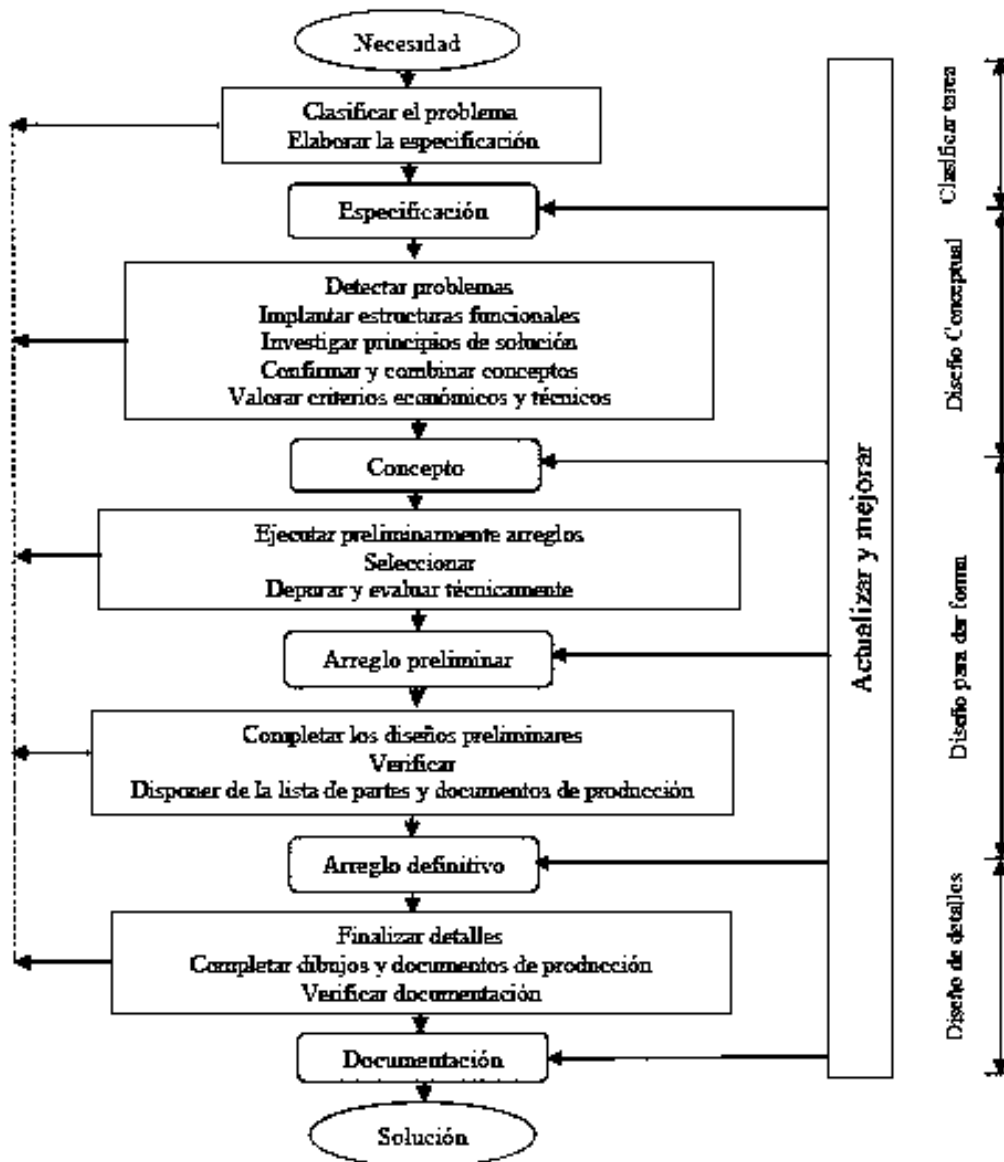 Necesidad
Clasificar el problema
Elaborar la especificación
Especificación
Detectar problemas
Implantar estructuras funcionales
Investigar principios de solución
Confirmar y combinar conceptos
Valorar criterios económicos y técnicos
Concepto
Ejecutar preliminarmente arreglos
Seleccionar
Depurar y evaluar técnicamente
Arreglo preliminar
Completar los diseños preliminares
Verificar
Disponer de la lista de partes y documentos de producción
Arreglo definitivo
Finalizar detalles
Completar dibujos y documentos de producción
Verificar documentación
Documentación
Solución
Actualizar y mejorar
Clasificar tarea
Diseño Conceptual
Diseño para dar forma
Diseño de detalles